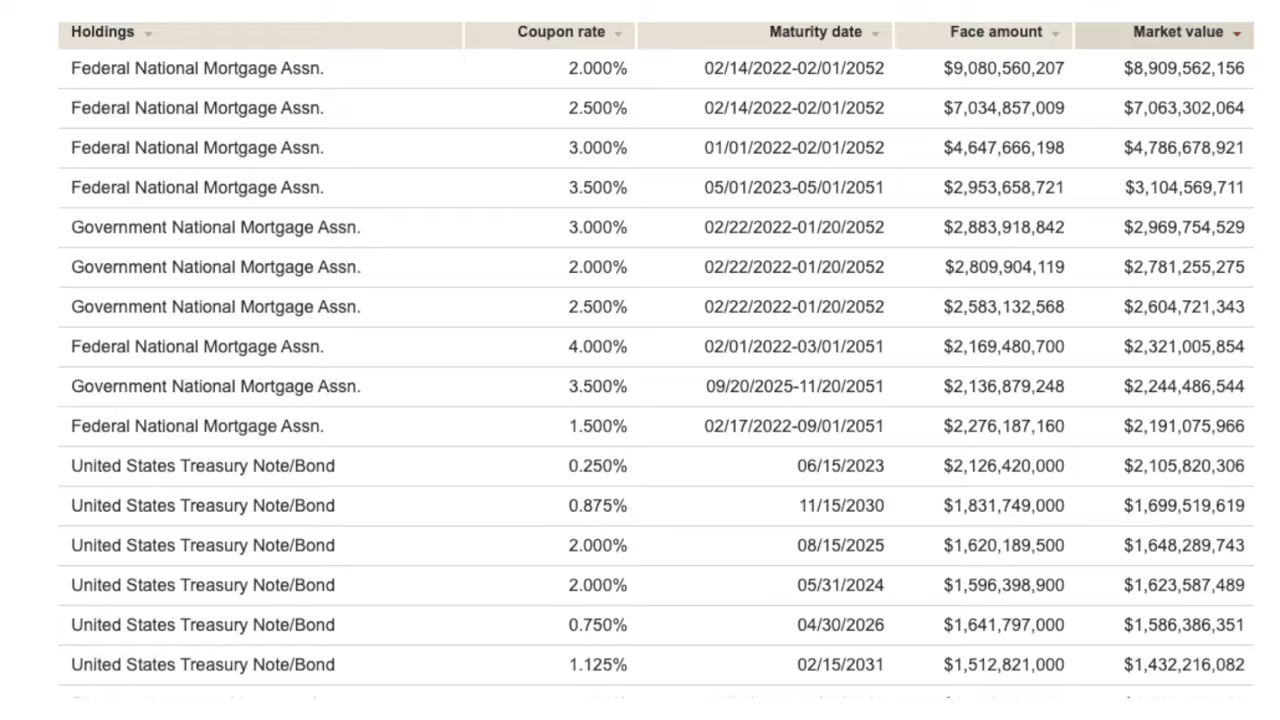 Holdings Coupon rate Maturity date Face amount Market value
Federal National Mortgage Assn. 2.000% 02/14/2022-02/01/2052 $9,080,560,207 $8,909,562,156
Federal National Mortgage Assn. 2.500% 02/14/2022-02/01/2052 $7,034,857,009 $7,063,302,064
Federal National Mortgage Assn. 3.000% 01/01/2022-02/01/2052 $4,647,666,198 $4,786,678,921
Federal National Mortgage Assn. 3.500% 05/01/2023-05/01/2051 $2,953,658,721 $3,104,569,711
Government National Mortgage Assn. 3.000% 02/22/2022-01/20/2052 $2,883,918,842 $2,969,754,529
Government National Mortgage Assn. 2.000% 02/22/2022-01/20/2052 $2,809,904,119 $2,781,255,275
Government National Mortgage Assn. 2.500% 02/22/2022-01/20/2052 $2,583,132,568 $2,604,721,343
Federal National Mortgage Assn. 4.000% 02/01/2022-03/01/2051 $2,169,480,700 $2,321,005,854
Government National Mortgage Assn. 3.500% 09/20/2025-11/20/2051 $2,136,879,248 $2,244,486,544
Federal National Mortgage Assn. 1.500% 02/17/2022-09/01/2051 $2,276,187,160 $2,191,075,966
United States Treasury Note/Bond 0.250% 06/15/2023 $2,126,420,000 $2,105,820,306
United States Treasury Note/Bond 0.875% 11/15/2030 $1,831,749,000 $1,699,519,619
United States Treasury Note/Bond 2.000% 08/15/2025 $1,620,189,500 $1,648,289,743
United States Treasury Note/Bond 2.000% 05/31/2024 $1,596,398,900 $1,623,587,489
United States Treasury Note/Bond 0.750% 04/30/2026 $1,641,797,000 $1,586,386,351
United States Treasury Note/Bond 1.125% 02/15/2031 $1,512,821,000 $1,432,216,082